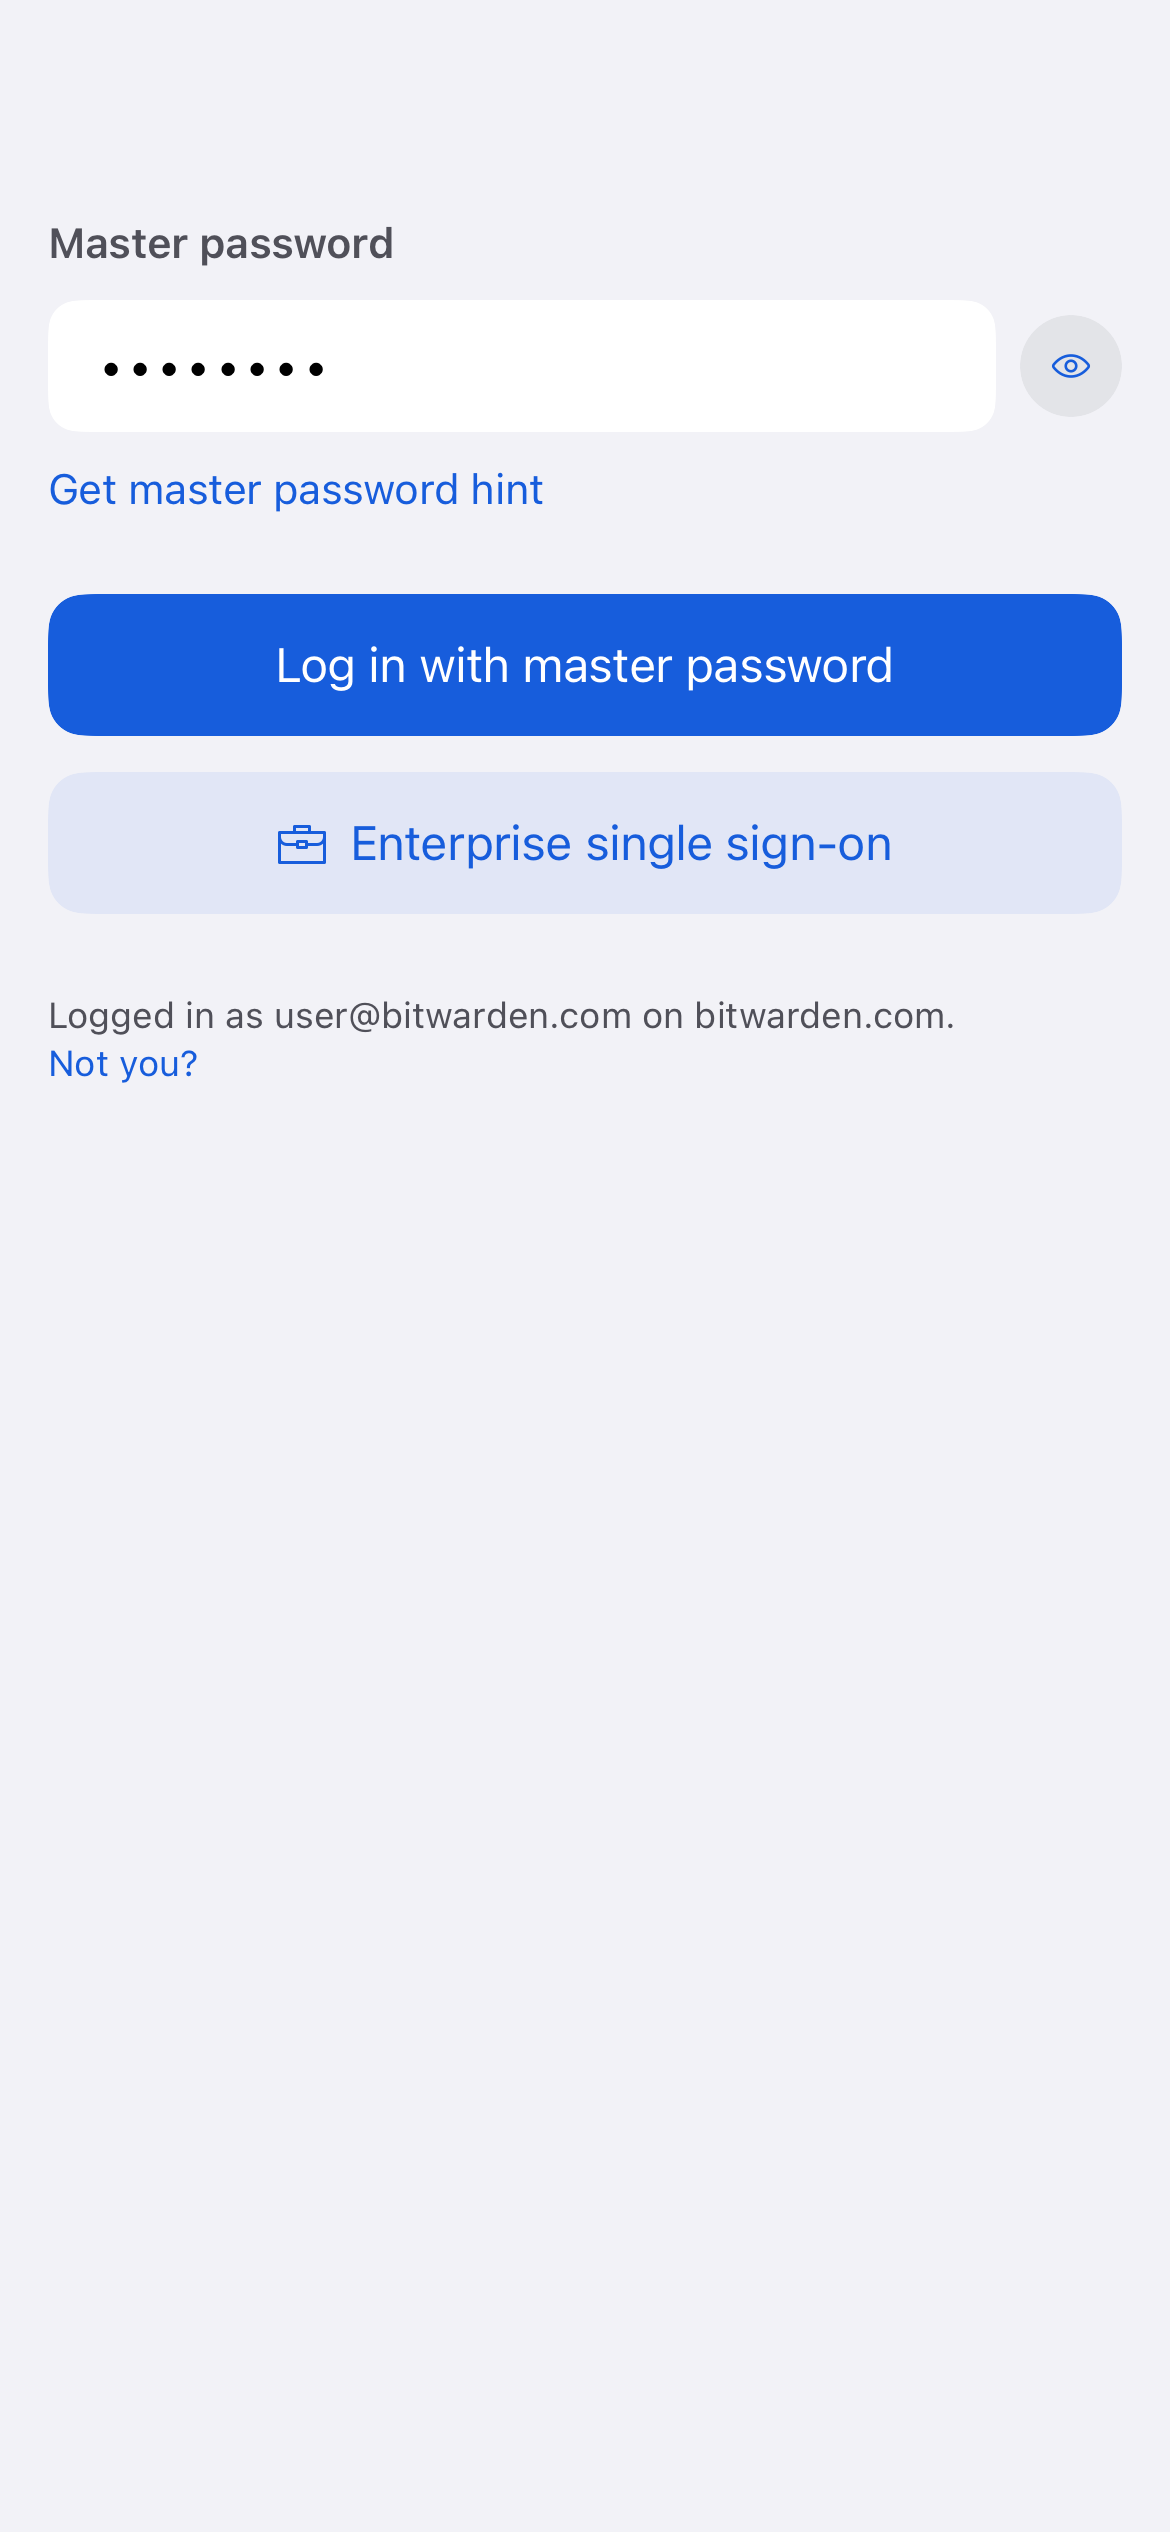 Master password
••••••••
Get master password hint
Log in with master password
Enterprise single sign-on
Logged in as user@bitwarden.com on bitwarden.com.
Not you?